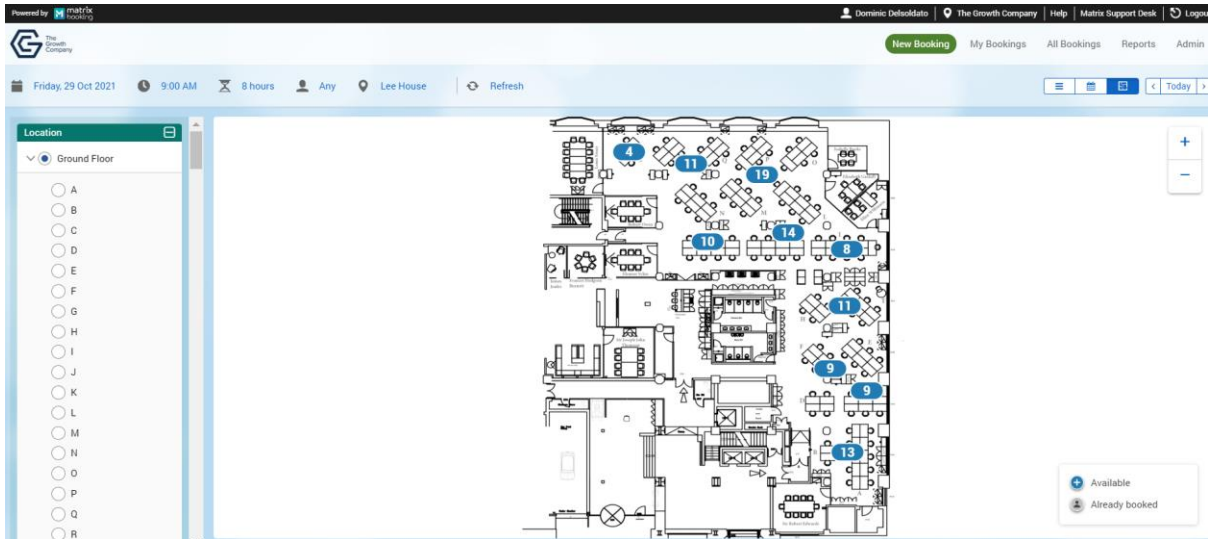 Powered by matrix booking
Dominic Delsoldato The Growth Company Help Matrix Support Desk Logou
The Growth Company
New Booking My Bookings All Bookings Reports Admin
Friday, 29 Oct 2021 9:00 AM 8 hours Any Lee House Refresh
Today
Location
Ground Floor
A
B
C
D
E
F
G
H
I
J
K
L
M
N
O
P
Q
R
4
11
19
10
14
8
11
9
9
13
+
−
Available
Already booked